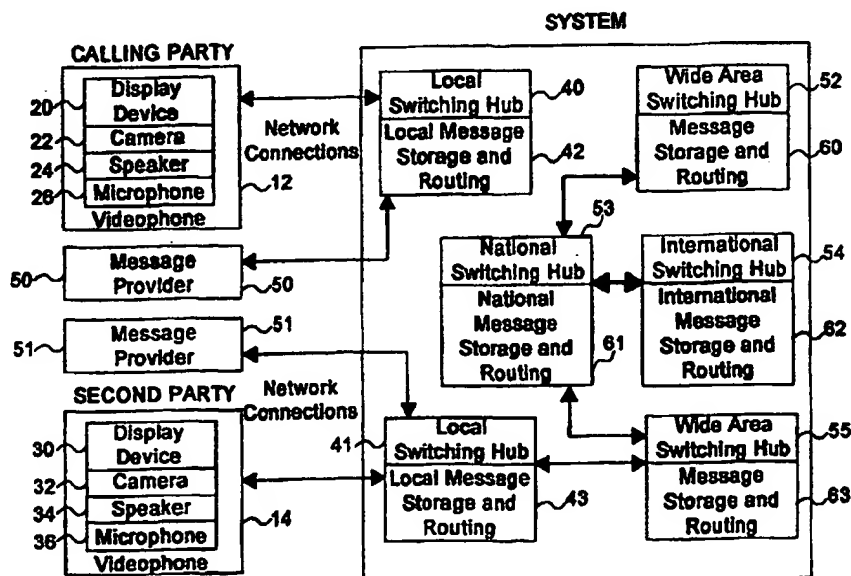 SYSTEM
CALLING PARTY
20
Display
Device
22
Camera
24
Speaker
26
Microphone
Videophone
12
Network
Connections
Local
Switching Hub
40
Local Message
Storage and
Routing
42
Wide Area
Switching Hub
52
Message
Storage and
Routing
60
50
Message
Provider
50
51
Message
Provider
51
53
National
Switching Hub
National
Message
Storage and
Routing
61
International
Switching Hub
54
International
Message
Storage and
Routing
62
SECOND PARTY
30
Display
Device
32
Camera
34
Speaker
36
Microphone
Videophone
14
Network
Connections
41
Local
Switching Hub
Local Message
Storage and
Routing
43
Wide Area
Switching Hub
55
Message
Storage and
Routing
63